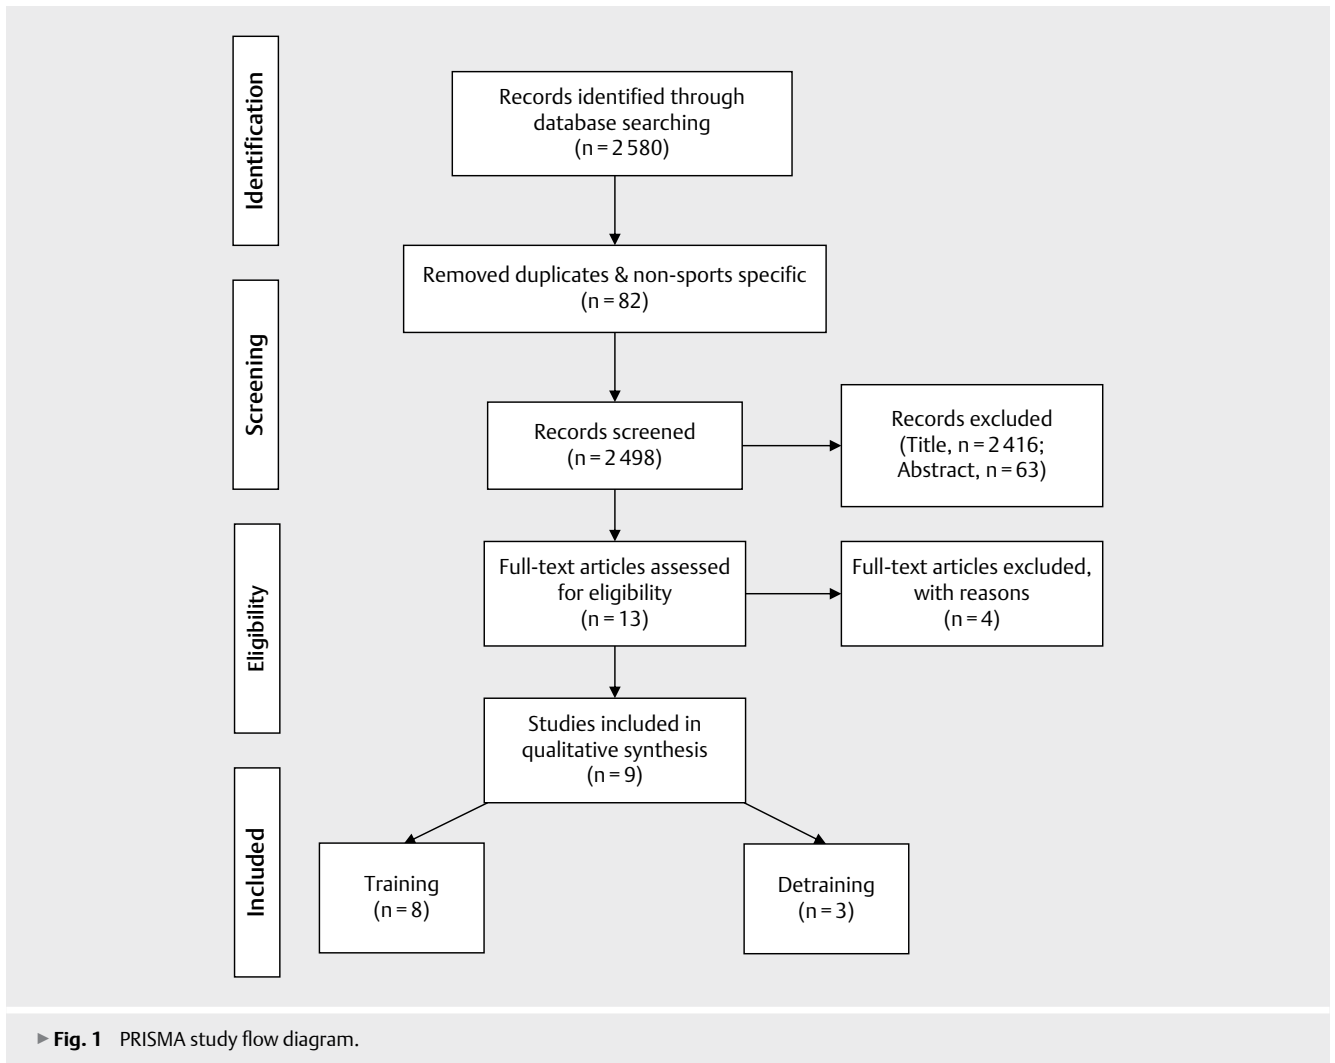 Identification
Records identified through
database searching
(n = 2 580)
Removed duplicates & non-sports specific
(n = 82)
Screening
Records screened
(n = 2 498)
Records excluded
(Title, n = 2 416;
Abstract, n = 63)
Eligibility
Full-text articles assessed
for eligibility
(n = 13)
Full-text articles excluded,
with reasons
(n = 4)
Studies included in
qualitative synthesis
(n = 9)
Included
Training
(n = 8)
Detraining
(n = 3)
▶ Fig. 1 PRISMA study flow diagram.